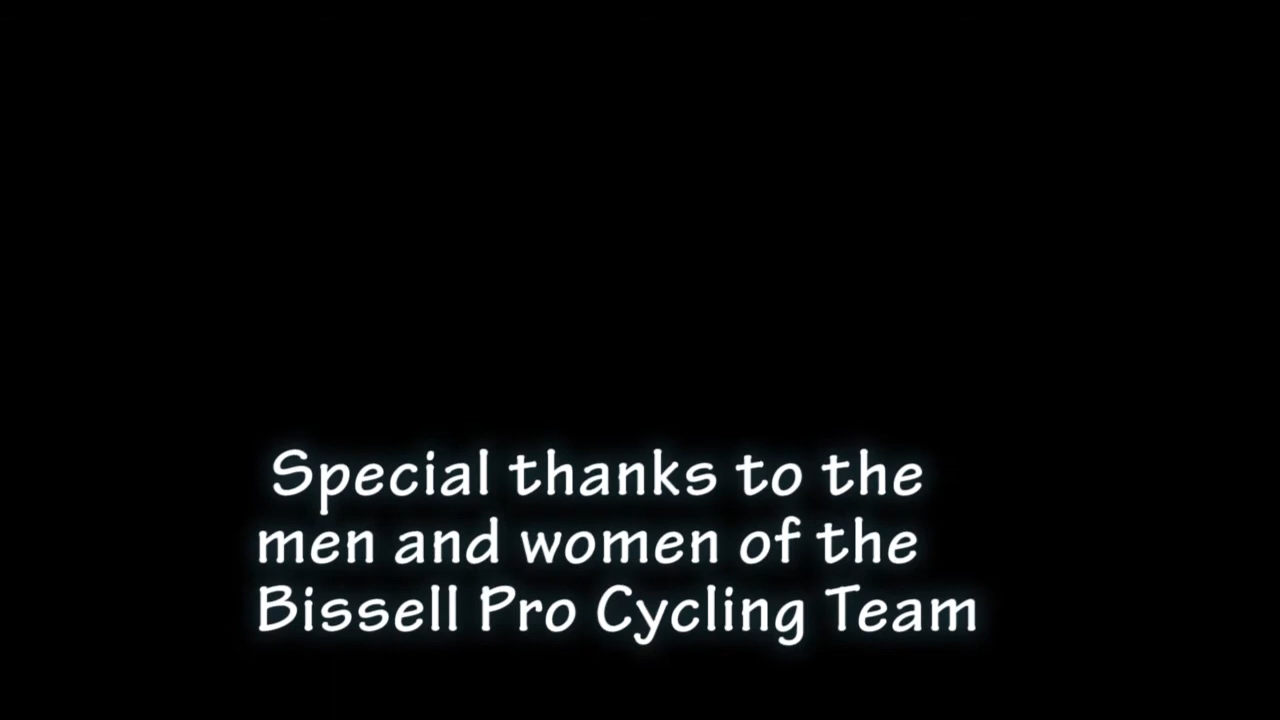 Special thanks to the
men and women of the
Bissell Pro Cycling Team